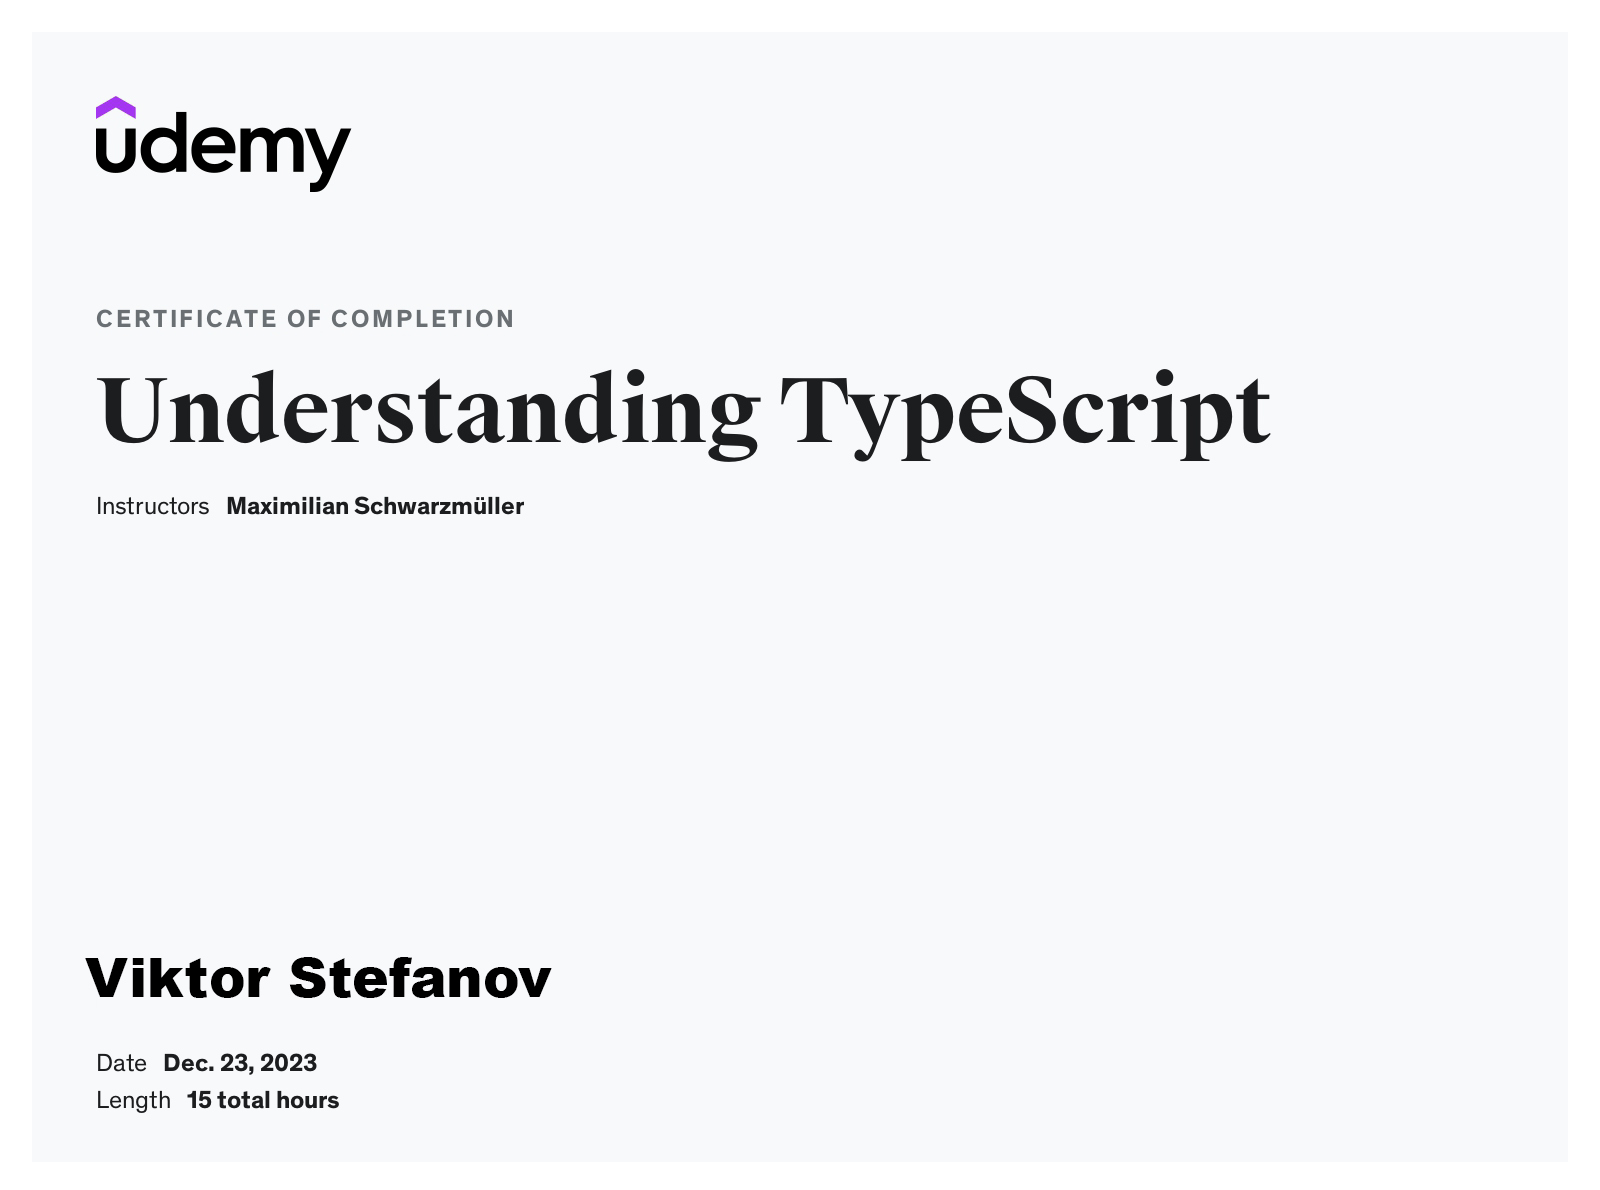 udemy
CERTIFICATE OF COMPLETION
Understanding TypeScript
Instructors Maximilian Schwarzmüller
Viktor Stefanov
Date Dec. 23, 2023
Length 15 total hours